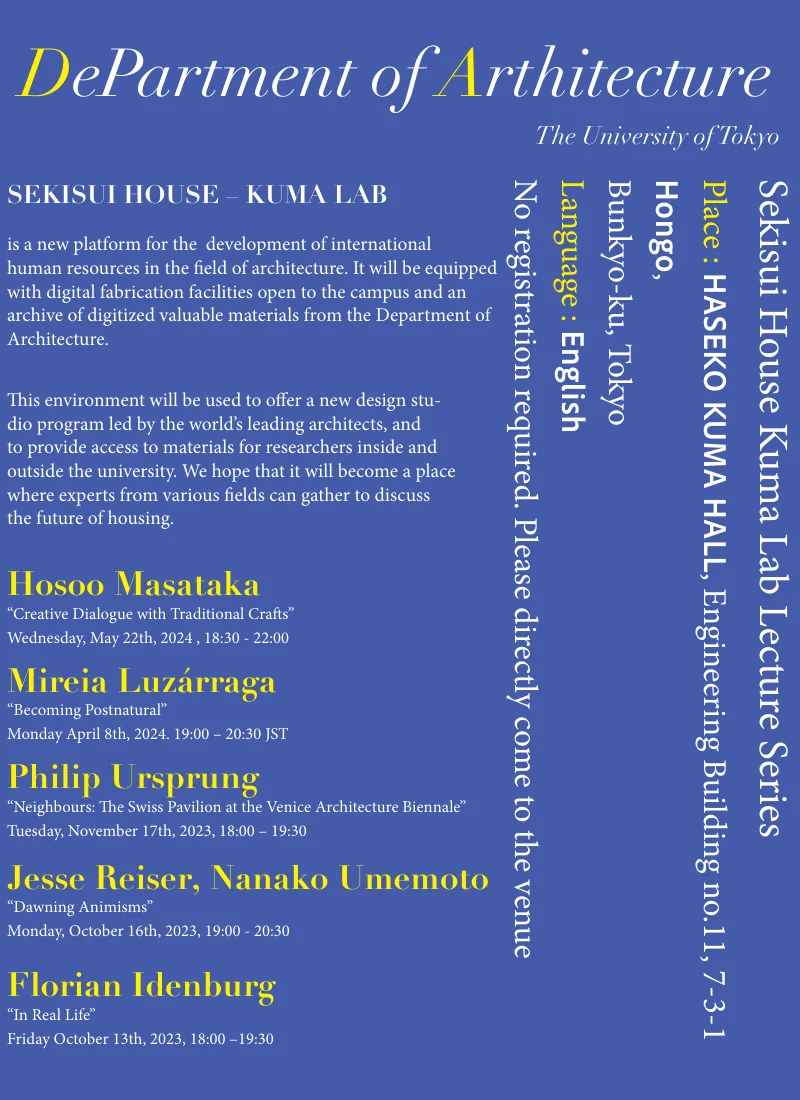 DePartment of Arthitecture
The University of Tokyo
SEKISUI HOUSE – KUMA LAB
is a new platform for the development of international
human resources in the field of architecture. It will be equipped
with digital fabrication facilities open to the campus and an
archive of digitized valuable materials from the Department of
Architecture.
This environment will be used to offer a new design stu-
dio program led by the world’s leading architects, and
to provide access to materials for researchers inside and
outside the university. We hope that it will become a place
where experts from various fields can gather to discuss
the future of housing.
Hosoo Masataka
“Creative Dialogue with Traditional Crafts”
Wednesday, May 22th, 2024 , 18:30 - 22:00
Mireia Luzárraga
“Becoming Postnatural”
Monday April 8th, 2024. 19:00 – 20:30 JST
Philip Ursprung
“Neighbours: The Swiss Pavilion at the Venice Architecture Biennale”
Tuesday, November 17th, 2023, 18:00 – 19:30
Jesse Reiser, Nanako Umemoto
“Dawning Animisms”
Monday, October 16th, 2023, 19:00 - 20:30
Florian Idenburg
“In Real Life”
Friday October 13th, 2023, 18:00 –19:30
Sekisui House Kuma Lab Lecture Series
Place : HASEKO KUMA HALL, Engineering Building no.11, 7-3-1
Hongo,
Bunkyo-ku, Tokyo
Language : English
No registration required. Please directly come to the venue